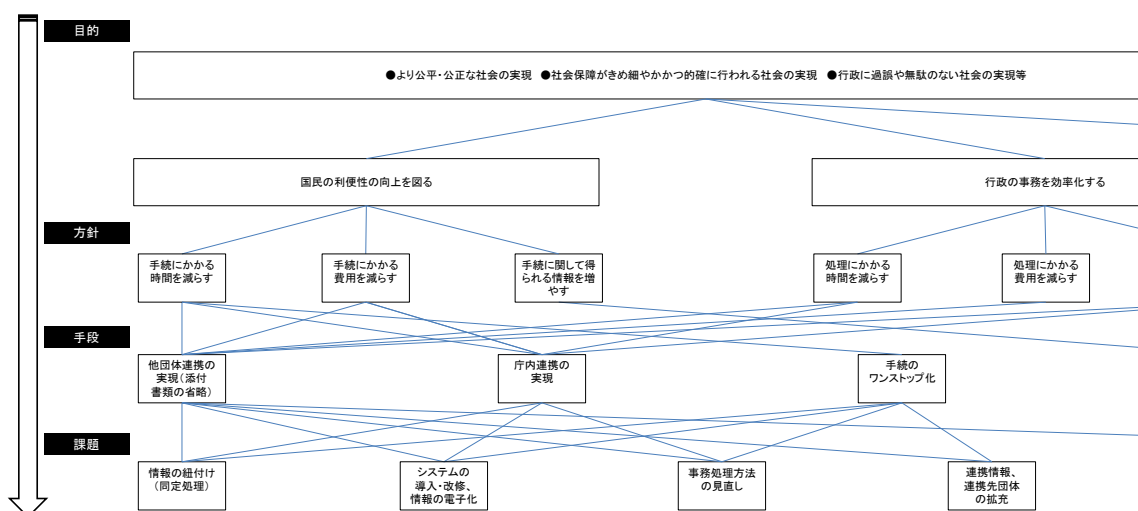 目的
●より公平・公正な社会の実現　●社会保障がきめ細やかかつ的確に行われる社会の実現　●行政に過誤や無駄のない社会の実現等
国民の利便性の向上を図る
行政の事務を効率化する
方針
手続にかかる
時間を減らす
手続にかかる
費用を減らす
手続に関して得
られる情報を増
やす
処理にかかる
時間を減らす
処理にかかる
費用を減らす
手段
他団体連携の
実現（添付
書類の省略）
庁内連携の
実現
手続の
ワンストップ化
課題
情報の紐付け
（同定処理）
システムの
導入・改修、
情報の電子化
事務処理方法
の見直し
連携情報、
連携先団体
の拡充